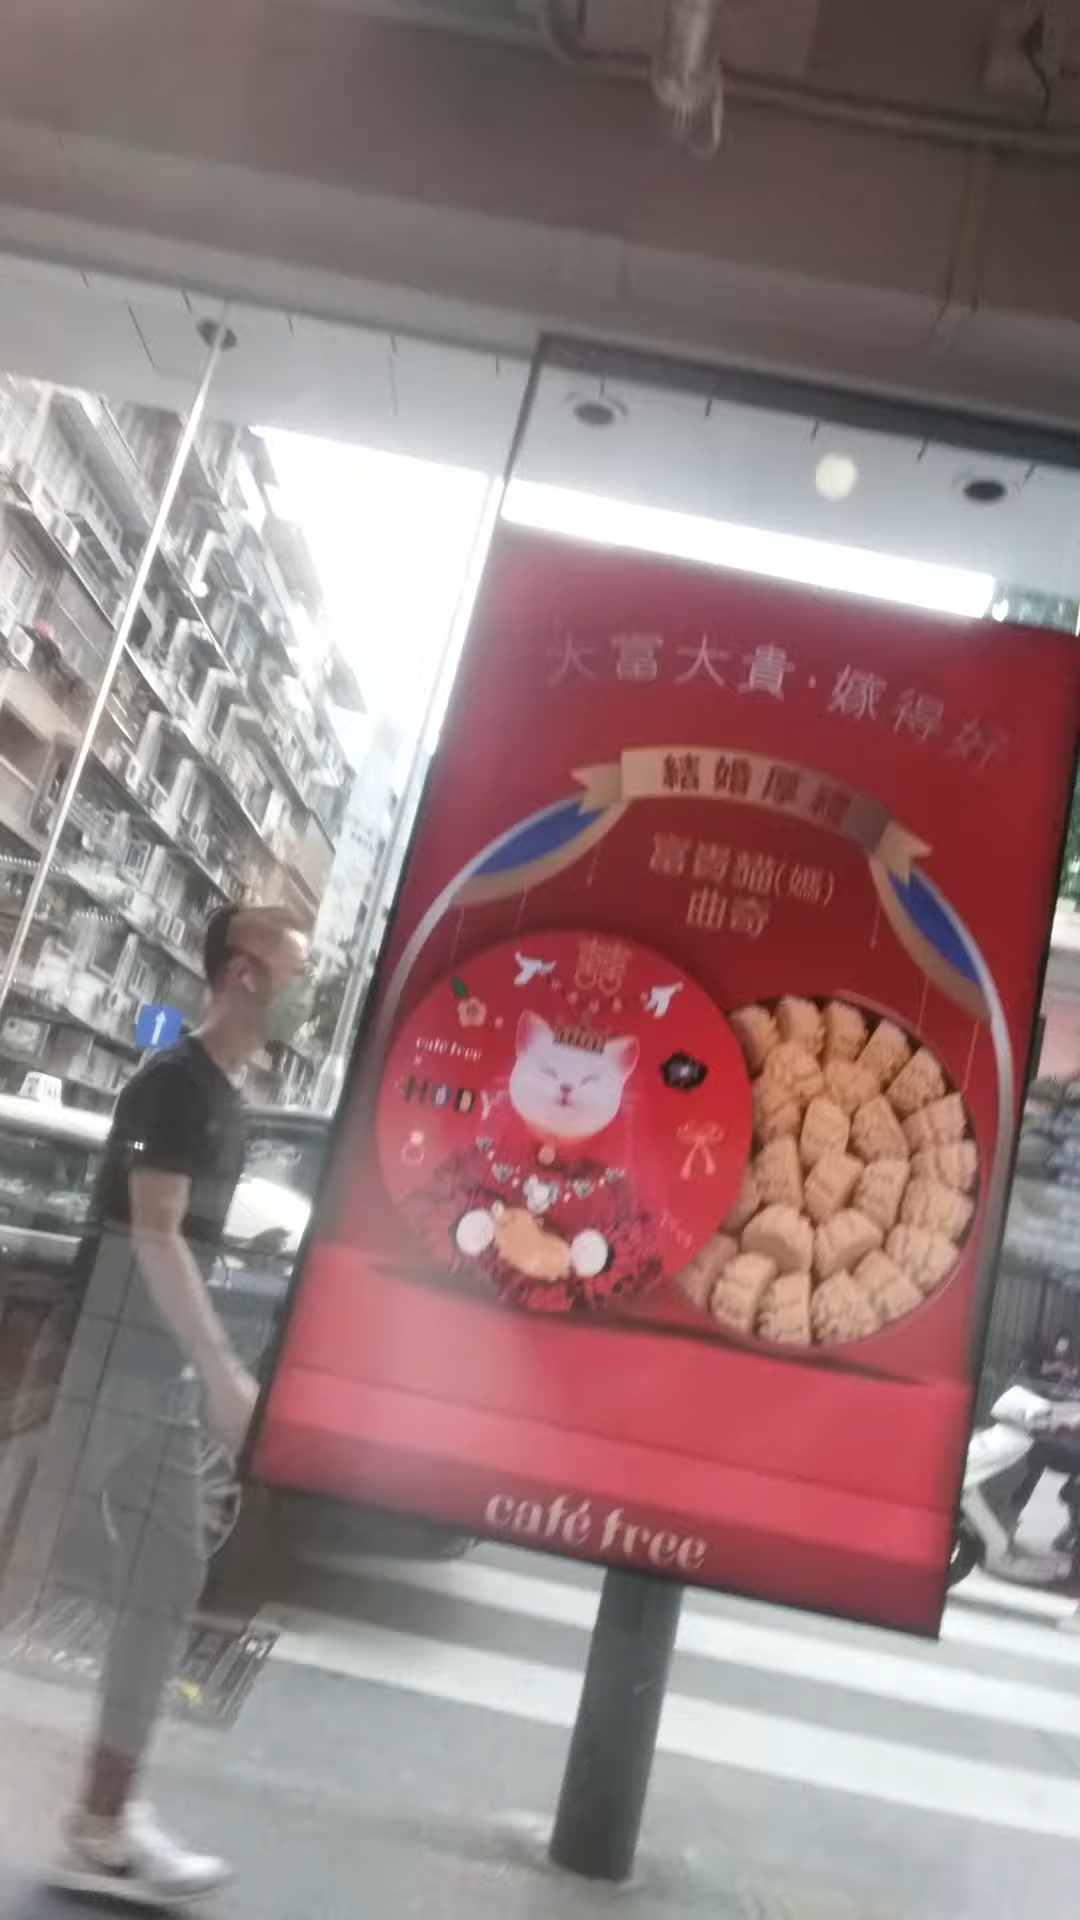 大富大貴·嫁得好
結婚厚禮
富貴貓(媽)
曲奇
囍
café free
×
café free